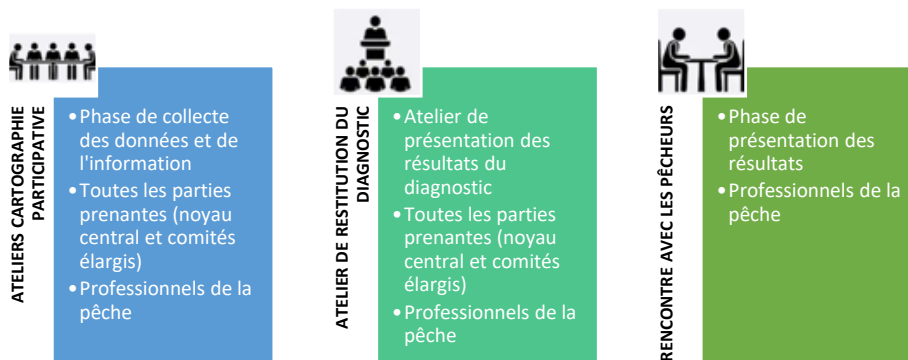 ATELIERS CARTOGRAPHIE
PARTICIPATIVE
•Phase de collecte
des données et de
l'information
•Toutes les parties
prenantes (noyau
central et comités
élargis)
•Professionnels de la
pêche
ATELIER DE RESTITUTION DU
DIAGNOSTIC
•Atelier de
présentation des
résultats du
diagnostic
•Toutes les parties
prenantes (noyau
central et comités
élargis)
•Professionnels de la
pêche
RENCONTRE AVEC LES PÊCHEURS
•Phase de
présentation des
résultats
•Professionnels de la
pêche